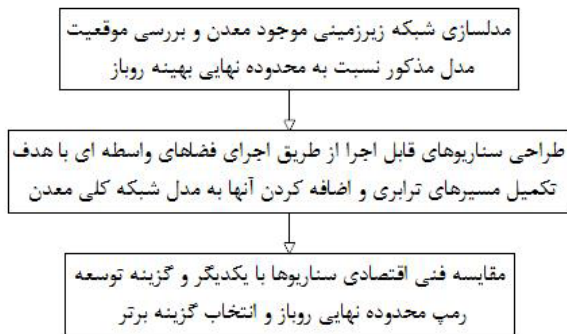 مدلسازی شبکه زیرزمینی موجود معدن و بررسی موقعیت
مدل مذکور نسبت به محدوده نهایی بهینه روباز
طراحی سناریوهای قابل اجرا از طریق اجرای فضاهای واسطه ای با هدف
تکمیل مسیرهای ترابری و اضافه کردن آنها به مدل شبکه کلی معدن
مقایسه فنی اقتصادی سناریوها با یکدیگر و گزینه توسعه
رمپ محدوده نهایی روباز و انتخاب گزینه برتر